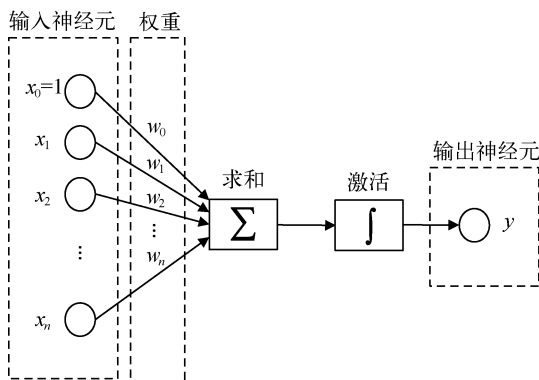 输入神经元
权重
x₀=1
x₁
x₂
⋮
xₙ
w₀
w₁
w₂
⋮
wₙ
求和
∑
激活
∫
输出神经元
y